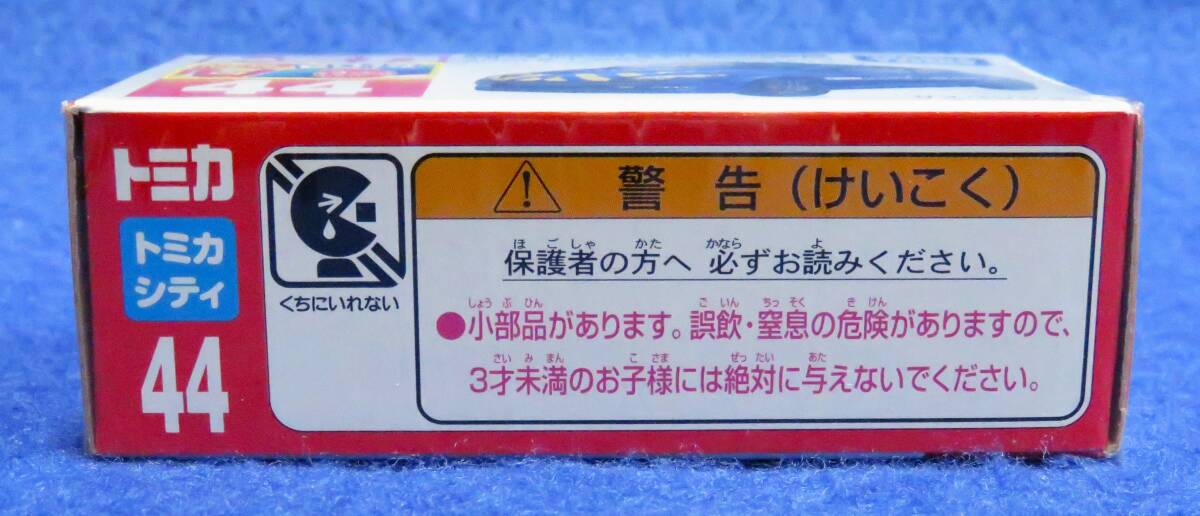 44
トミカ
トミカ
シティ
44
くちにいれない
警告(けいこく)
ほごしゃ かた かなら よ
保護者の方へ 必ずお読みください。
しょうぶひん ごいん ちっそく きけん
●小部品があります。誤飲・窒息の危険がありますので、
さいみまん こさま ぜったい あた
3才未満のお子様には絶対に与えないでください。